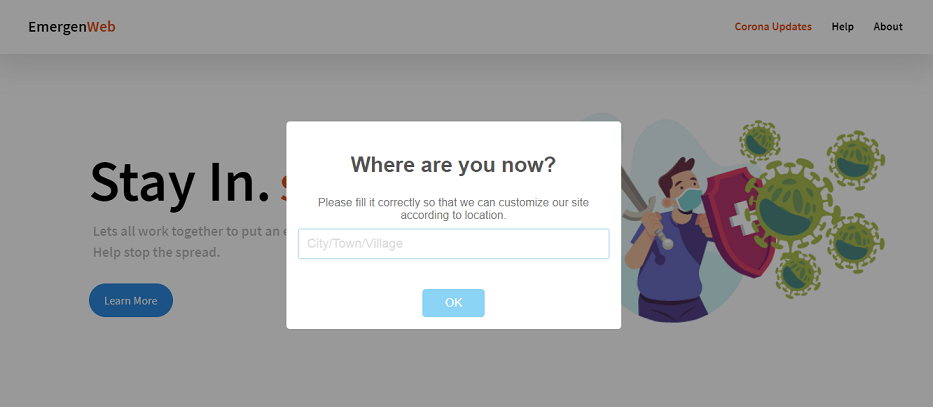 EmergenWeb
Corona Updates Help About
Where are you now?
Please fill it correctly so that we can customize our site
according to location.
City/Town/Village
OK
Stay In.
Lets all work together to put an
Help stop the spread.
Learn More